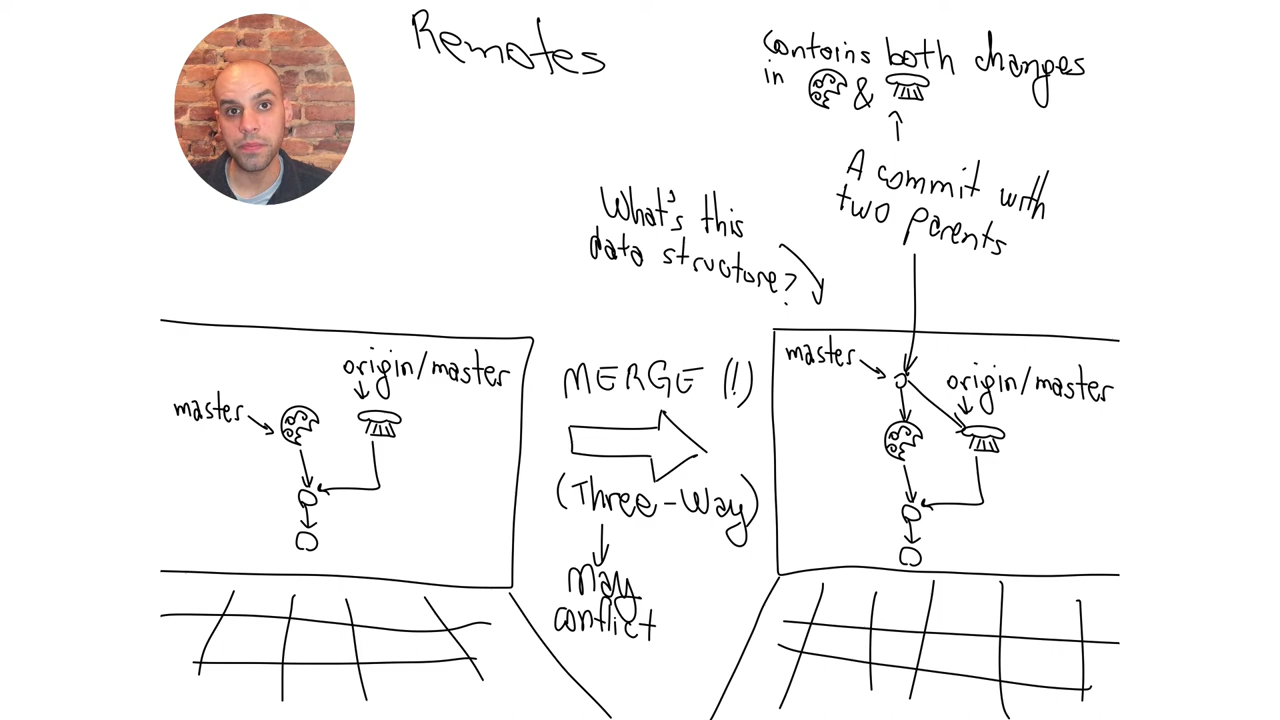 Remotes
contains both changes
in & 
A commit with
two parents
What's this
data structure?
origin/master
master
MERGE (!)
(Three-Way)
may
conflict
master
origin/master